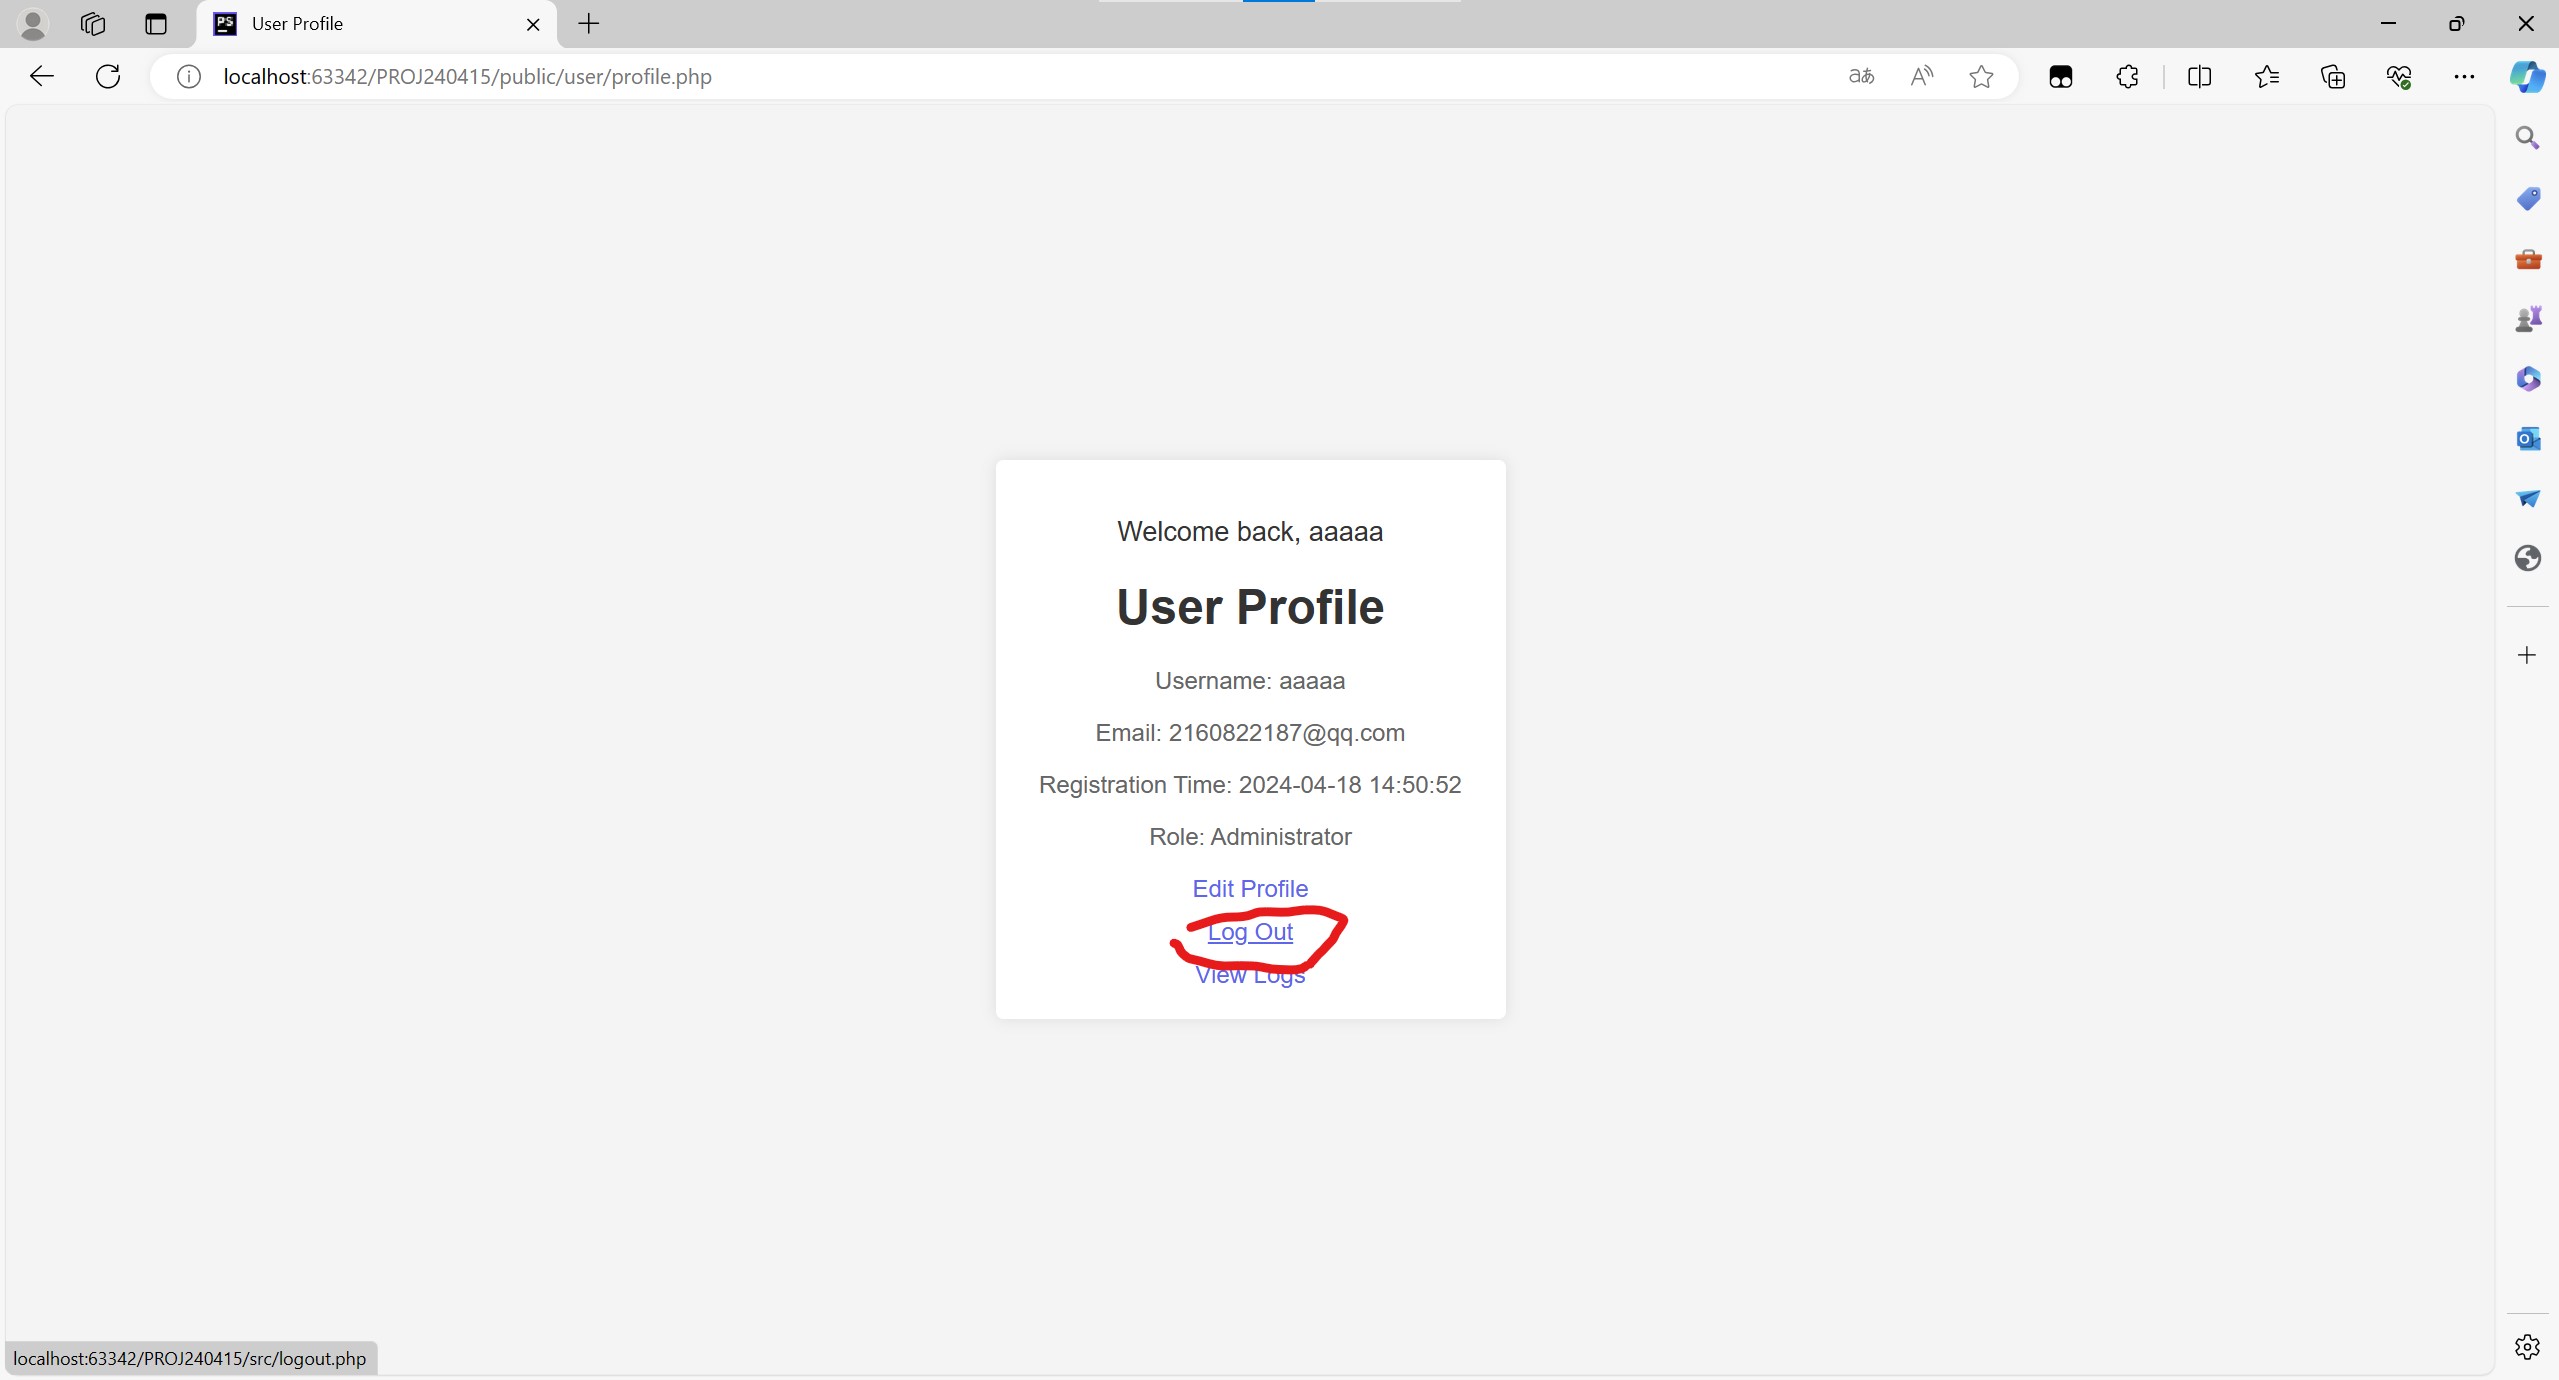 User Profile
localhost:63342/PROJ240415/public/user/profile.php
Welcome back, aaaaa
User Profile
Username: aaaaa
Email: 2160822187@qq.com
Registration Time: 2024-04-18 14:50:52
Role: Administrator
Edit Profile
Log Out
View Logs
localhost:63342/PROJ240415/src/logout.php